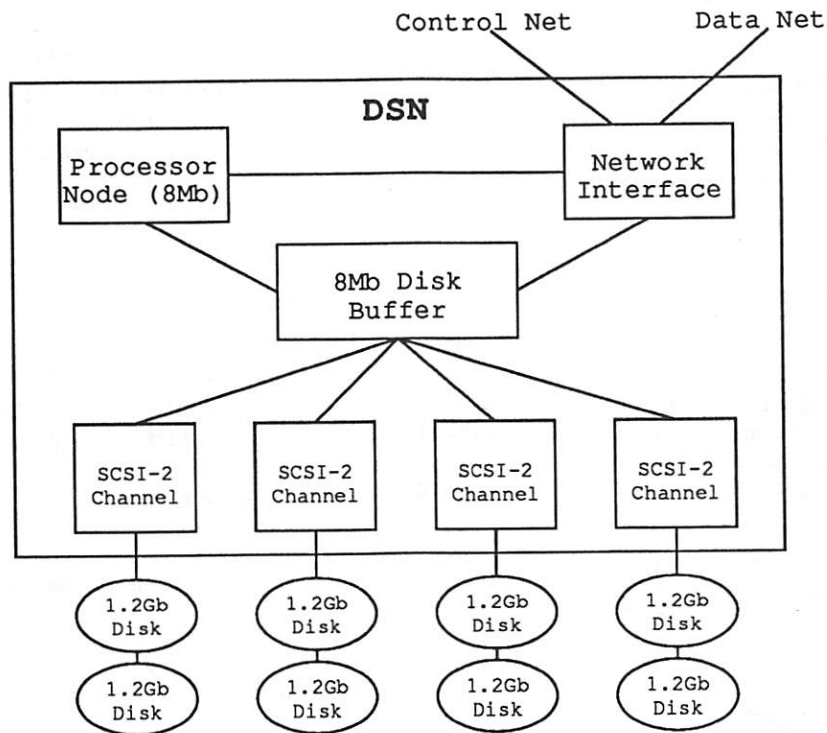 Control Net
Data Net
DSN
Processor
Node (8Mb)
Network
Interface
8Mb Disk
Buffer
SCSI-2
Channel
SCSI-2
Channel
SCSI-2
Channel
SCSI-2
Channel
1.2Gb
Disk
1.2Gb
Disk
1.2Gb
Disk
1.2Gb
Disk
1.2Gb
Disk
1.2Gb
Disk
1.2Gb
Disk
1.2Gb
Disk